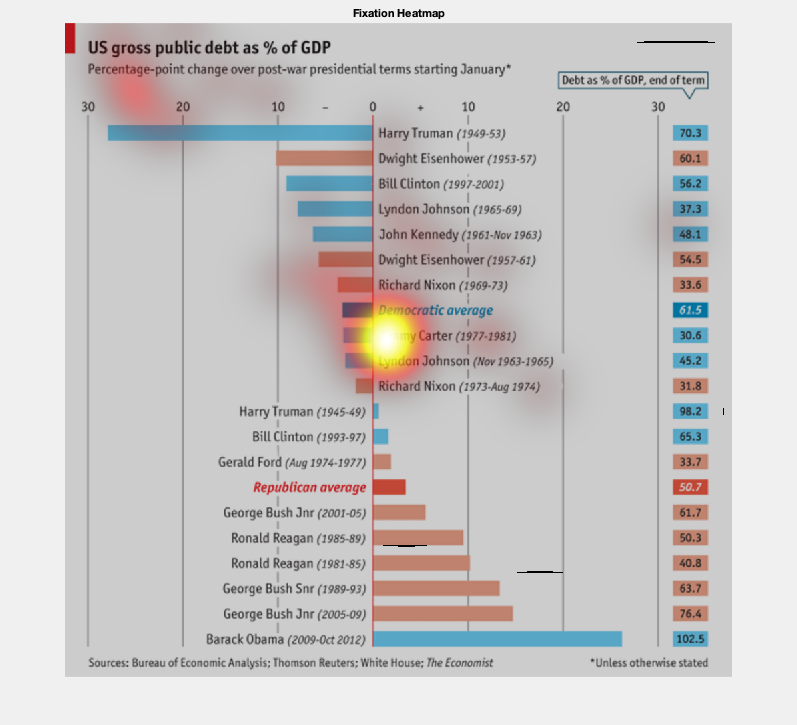 Fixation Heatmap
US gross public debt as % of GDP
Percentage-point change over post-war presidential terms starting January*
Debt as % of GDP, end of term
30 20 10 – 0 + 10 20 30
Harry Truman (1949-53) 70.3
Dwight Eisenhower (1953-57) 60.1
Bill Clinton (1997-2001) 56.2
Lyndon Johnson (1965-69) 37.3
John Kennedy (1961-Nov 1963) 48.1
Dwight Eisenhower (1957-61) 54.5
Richard Nixon (1969-73) 33.6
Democratic average 61.5
Carter (1977-1981) 30.6
Lyndon Johnson (Nov 1963-1965) 45.2
Richard Nixon (1973-Aug 1974) 31.8
Harry Truman (1945-49) 98.2
Bill Clinton (1993-97) 65.3
Gerald Ford (Aug 1974-1977) 33.7
Republican average 50.7
George Bush Jnr (2001-05) 61.7
Ronald Reagan (1985-89) 50.3
Ronald Reagan (1981-85) 40.8
George Bush Snr (1989-93) 63.7
George Bush Jnr (2005-09) 76.4
Barack Obama (2009-Oct 2012) 102.5
Sources: Bureau of Economic Analysis; Thomson Reuters; White House; The Economist *Unless otherwise stated